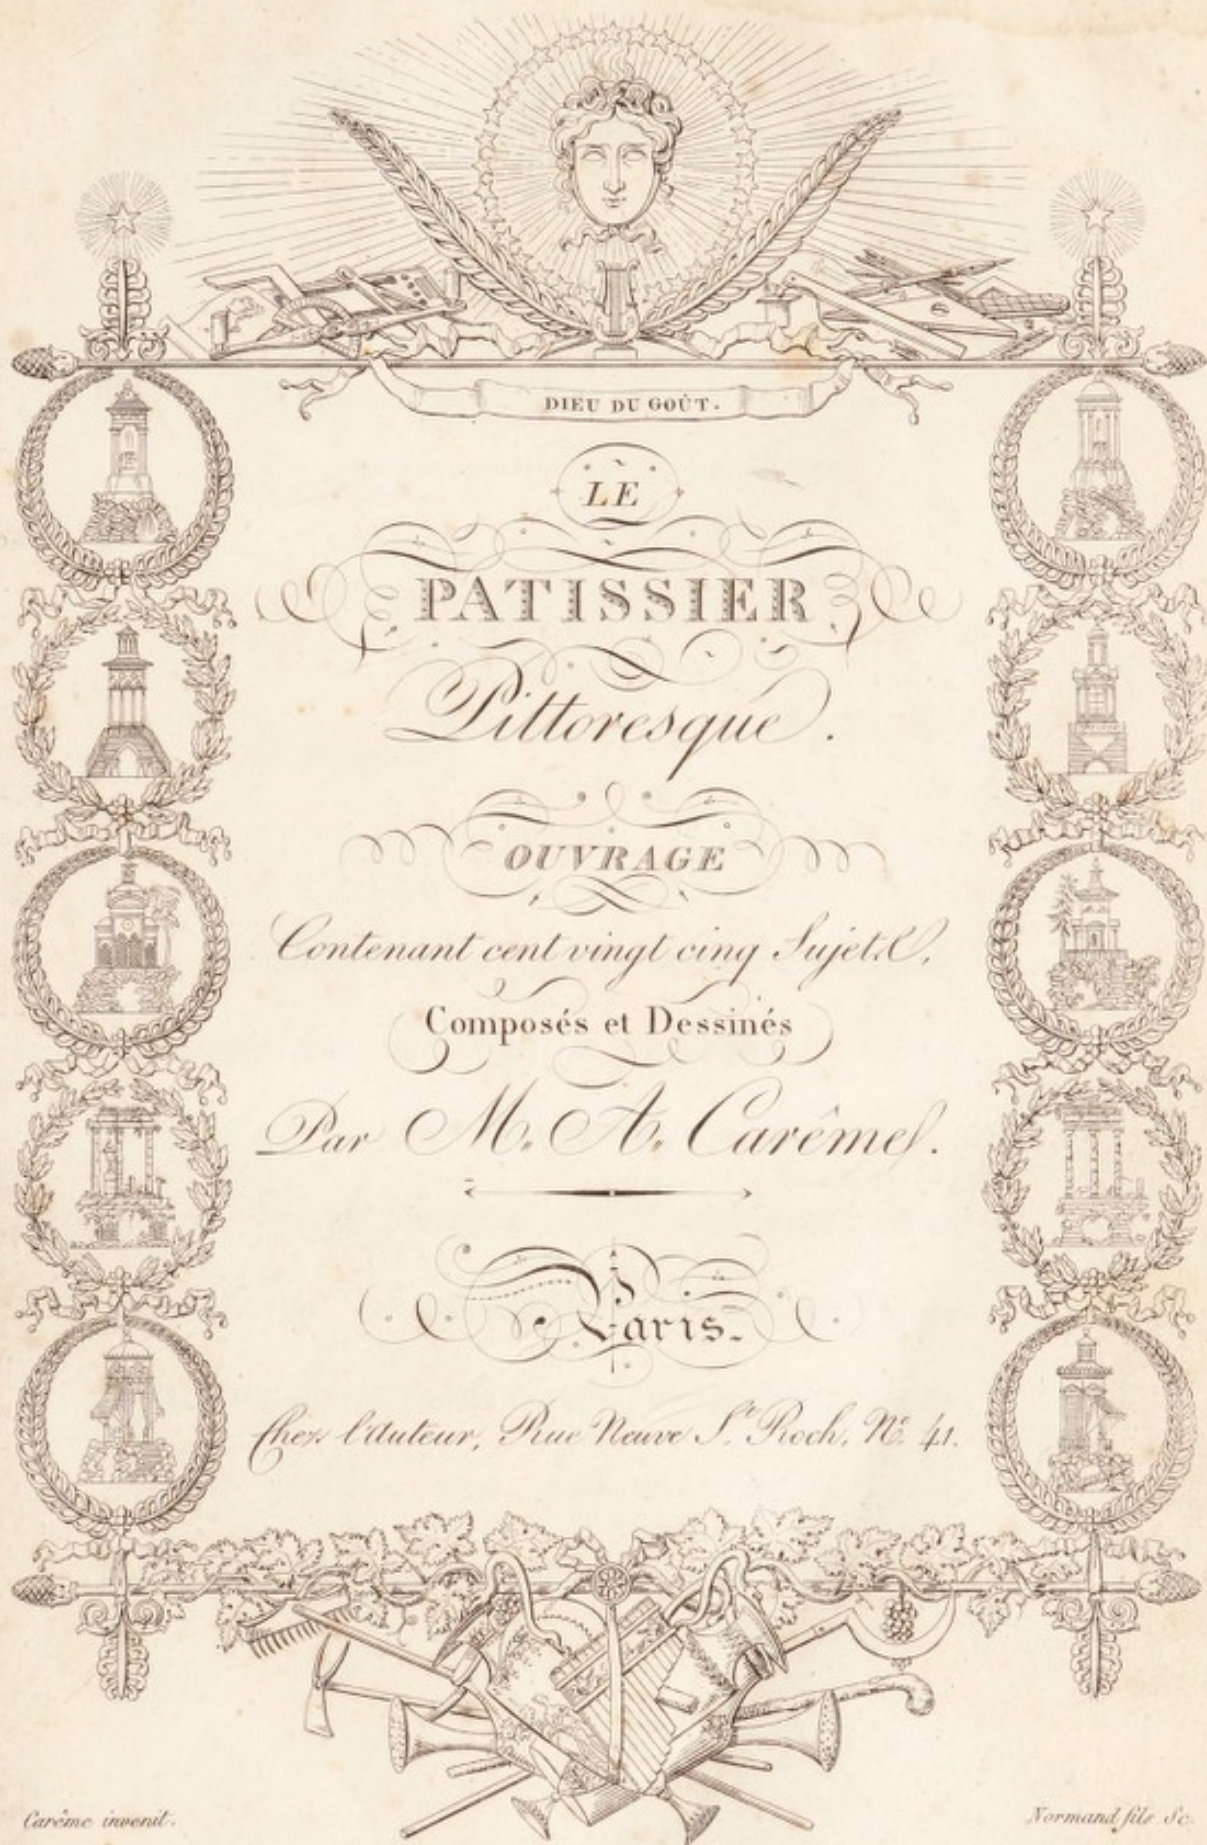 DIEU DU GOÛT.
LE
PATISSIER
Pittoresque.
OUVRAGE
Contenant cent vingt cinq Sujets,
Composés et Dessinés
Par M. A. Carême.
A
Paris.
Chez l'Auteur, Rue Neuve St. Roch, No. 41.
Carême invenit.
Normand fils Sc.